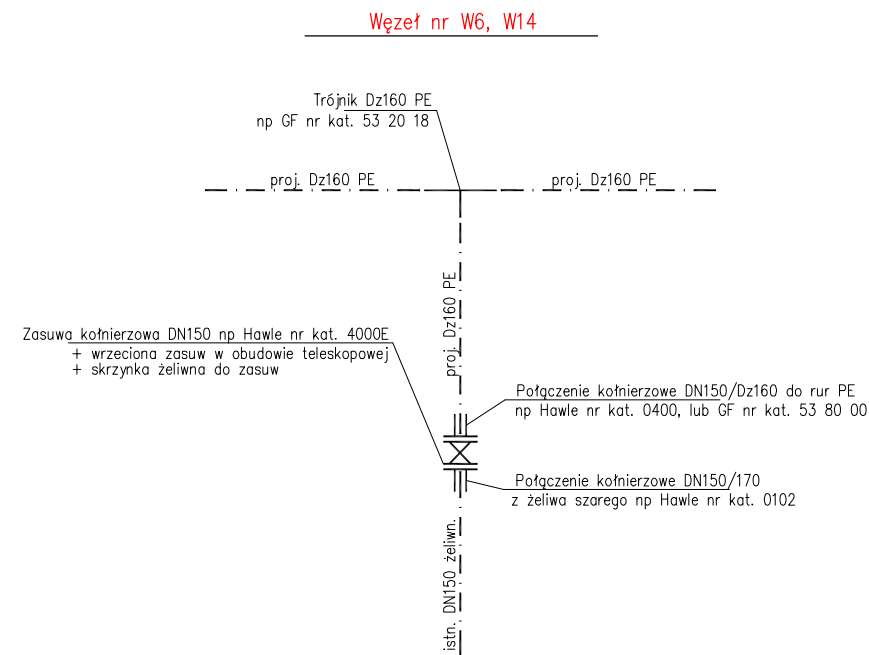 Węzeł nr W6, W14
Trójnik Dz160 PE
np GF nr kat. 53 20 18
proj. Dz160 PE
proj. Dz160 PE
proj. Dz160 PE
Zasuwa kołnierzowa DN150 np Hawle nr kat. 4000E
+ wrzeciona zasuw w obudowie teleskopowej
+ skrzynka żeliwna do zasuw
Połączenie kołnierzowe DN150/Dz160 do rur PE
np Hawle nr kat. 0400, lub GF nr kat. 53 80 00
Połączenie kołnierzowe DN150/170
z żeliwa szarego np Hawle nr kat. 0102
istn. DN150 żeliwn.